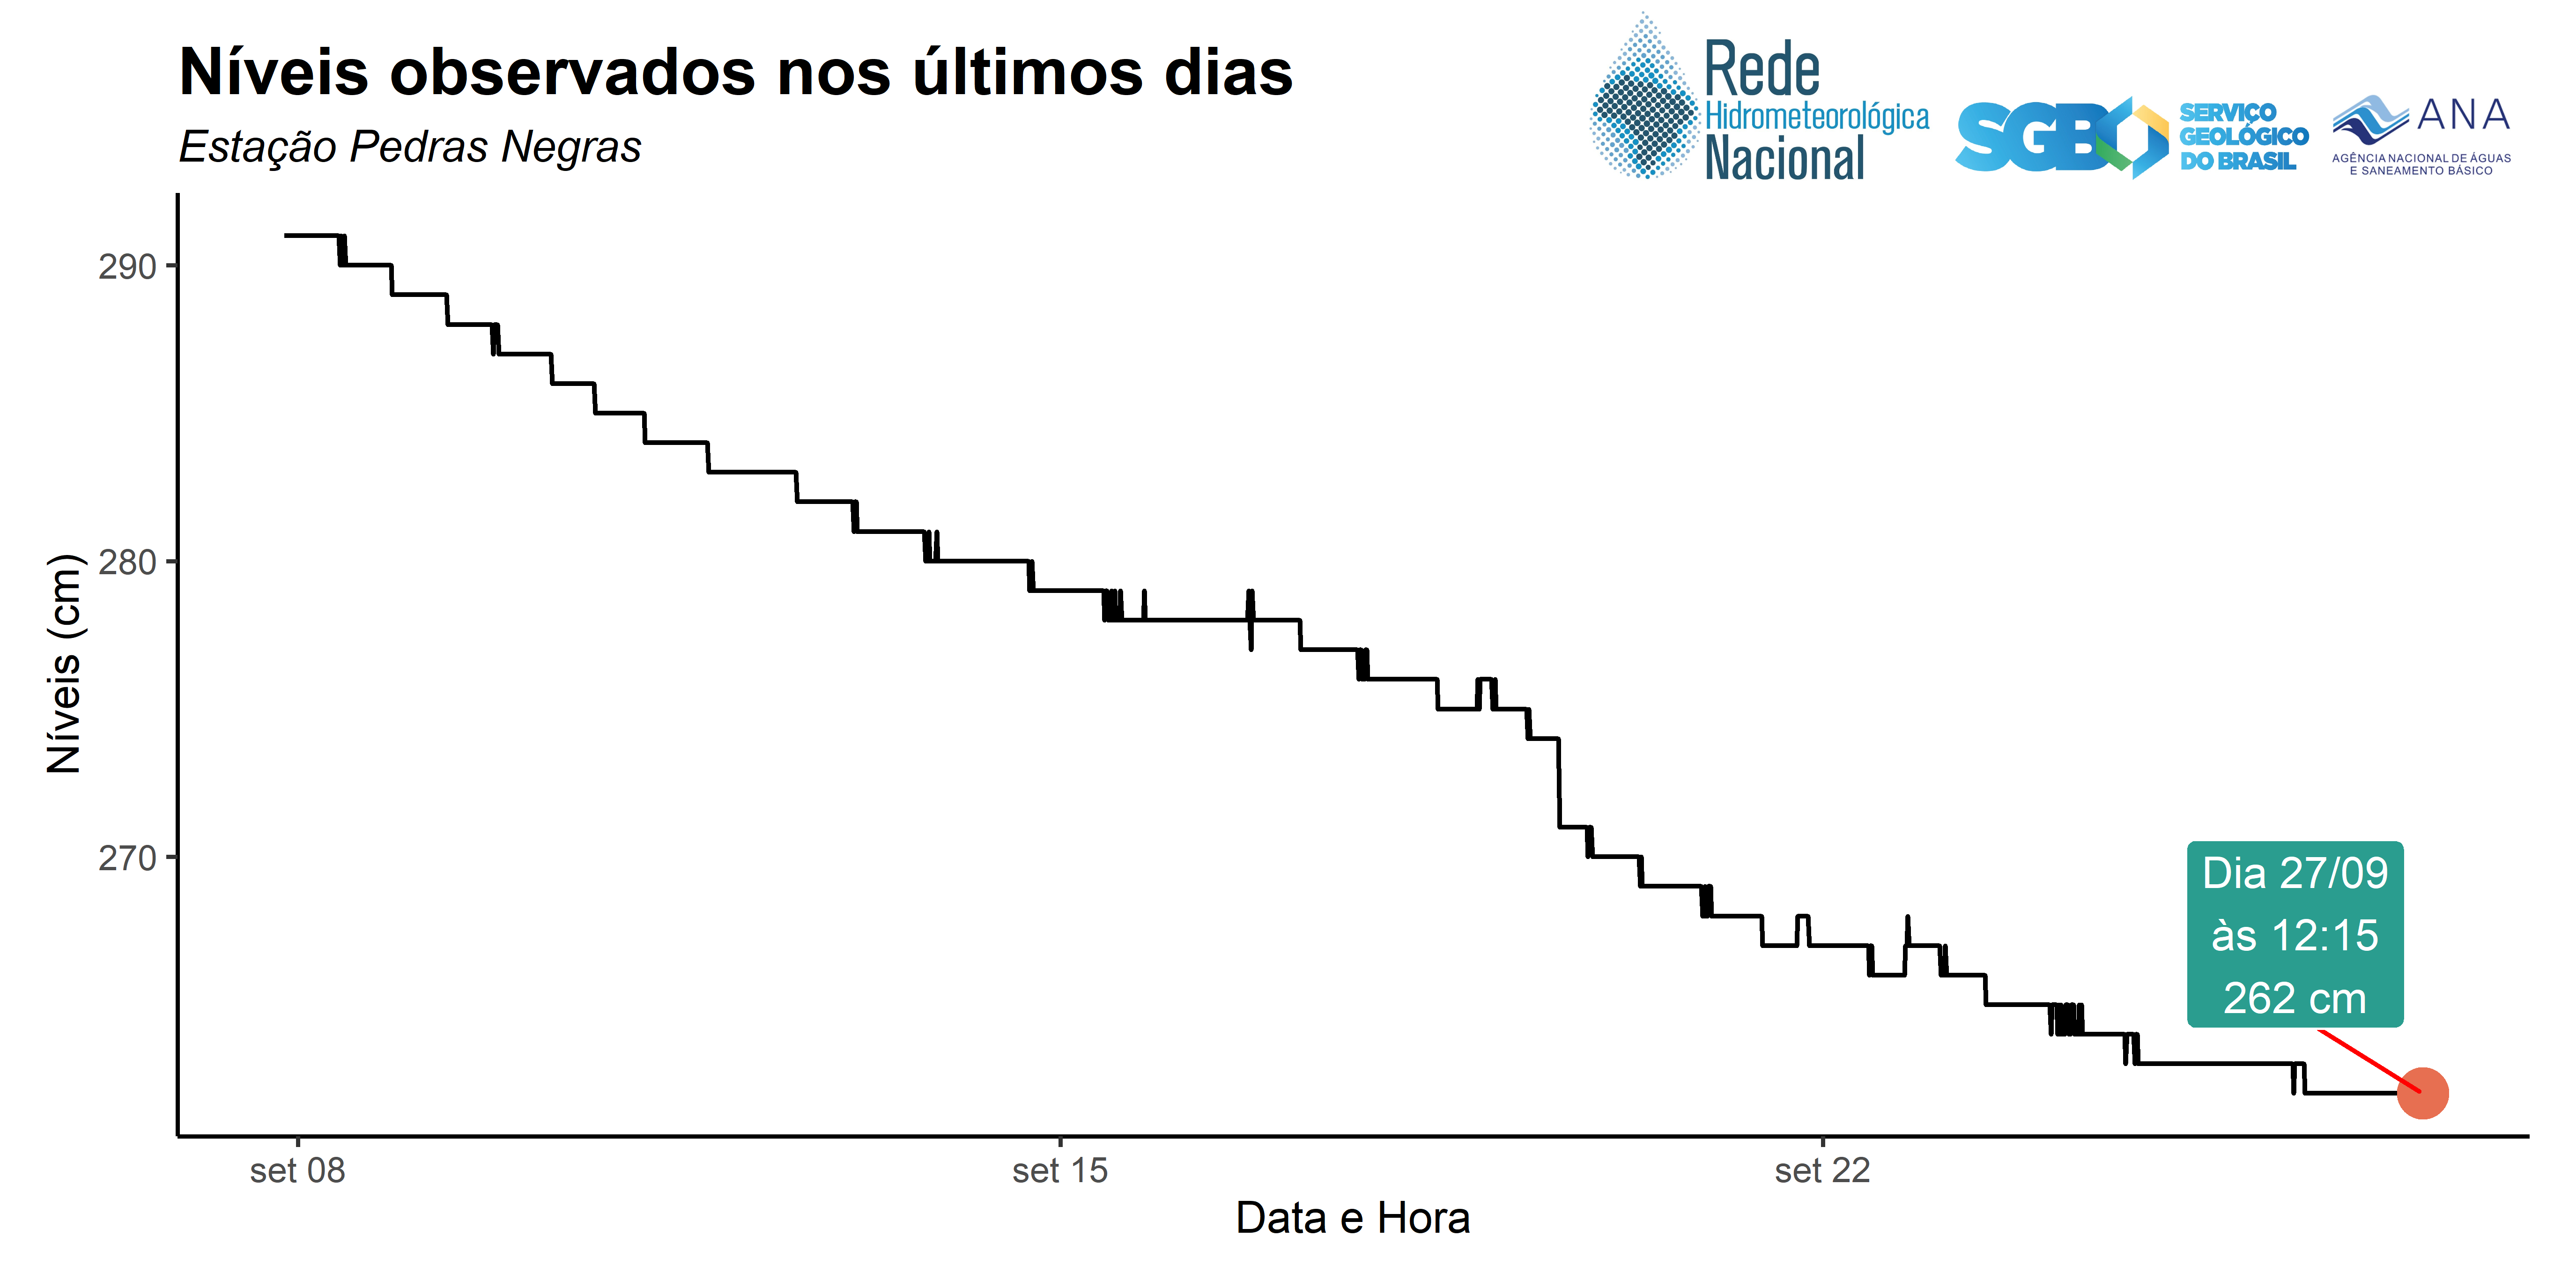 Níveis observados nos últimos dias
Estação Pedras Negras
Rede
Hidrometeorológica
Nacional
SGB
SERVIÇO
GEOLÓGICO
DO BRASIL
ANA
AGÊNCIA NACIONAL DE ÁGUAS
E SANEAMENTO BÁSICO
290
280
270
Níveis (cm)
Dia 27/09
às 12:15
262 cm
set 08
set 15
set 22
Data e Hora